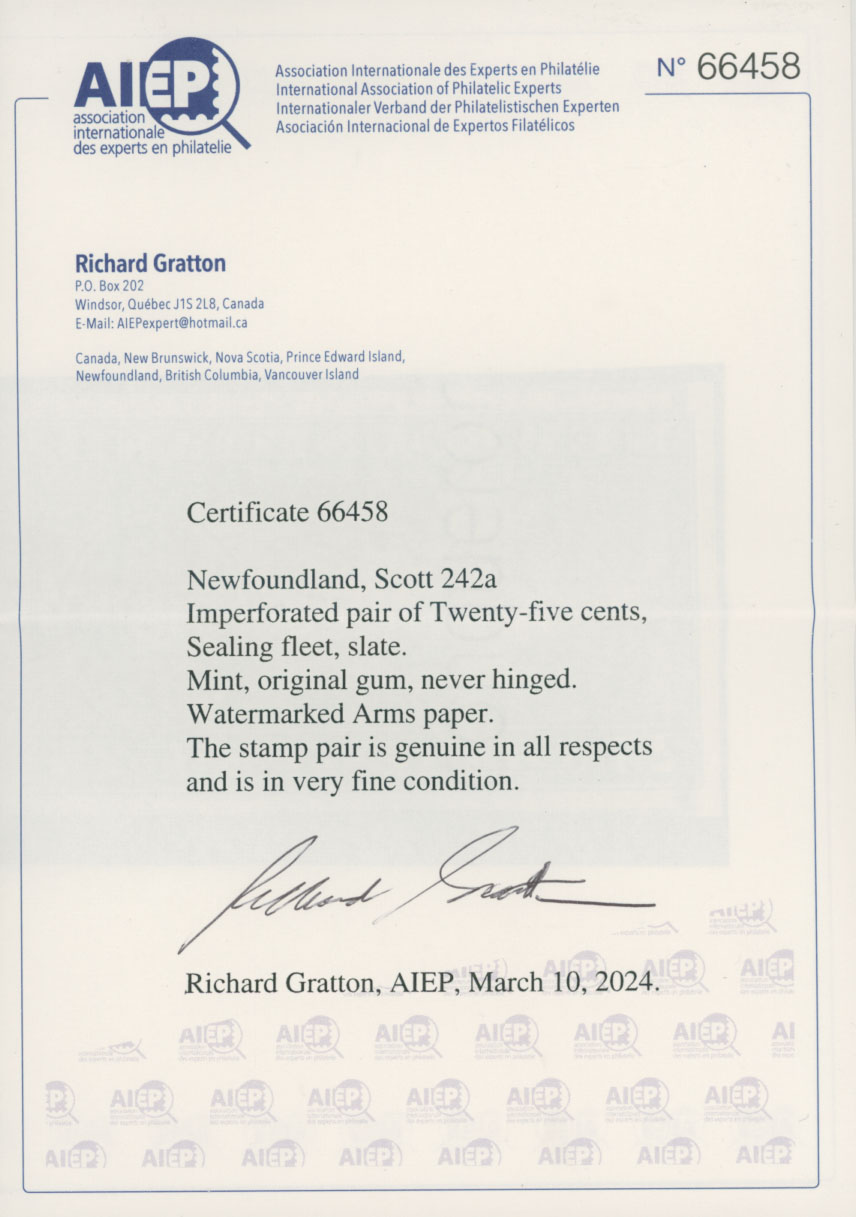 AIEP
association
internationale
des experts en philatelie
Association Internationale des Experts en Philatélie
International Association of Philatelic Experts
Internationaler Verband der Philatelistischen Experten
Asociación Internacional de Expertos Filatélicos
N° 66458
Richard Gratton
P.O. Box 202
Windsor, Québec J1S 2L8, Canada
E-Mail: AIEPexpert@hotmail.ca
Canada, New Brunswick, Nova Scotia, Prince Edward Island,
Newfoundland, British Columbia, Vancouver Island
Certificate 66458
Newfoundland, Scott 242a
Imperforated pair of Twenty-five cents,
Sealing fleet, slate.
Mint, original gum, never hinged.
Watermarked Arms paper.
The stamp pair is genuine in all respects
and is in very fine condition.
Richard Gratton
Richard Gratton, AIEP, March 10, 2024.